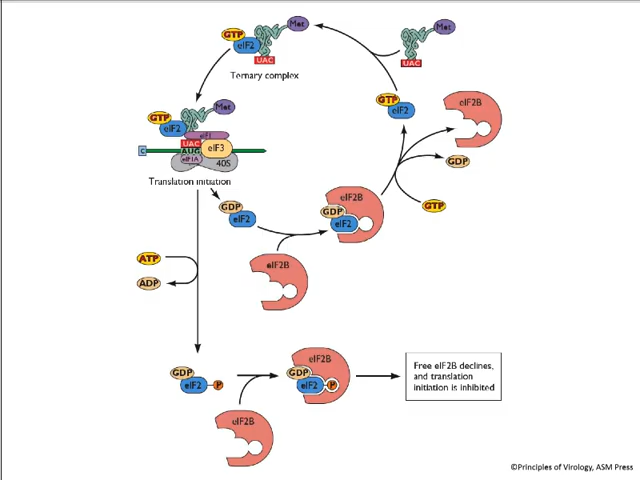 Met
GTP
eIF2
UAC
Ternary complex
Met
UAC
GTP
eIF2
eIF2B
GDP
GTP
Met
GTP
eIF2
eIF1
UAC
AUG
eIF3
eIF1A
40S
C
Translation initiation
GDP
eIF2
eIF2B
GDP
eIF2
eIF2B
ATP
ADP
GDP
eIF2
P
eIF2B
GDP
eIF2
P
eIF2B
Free eIF2B declines,
and translation
initiation is inhibited
©Principles of Virology, ASM Press